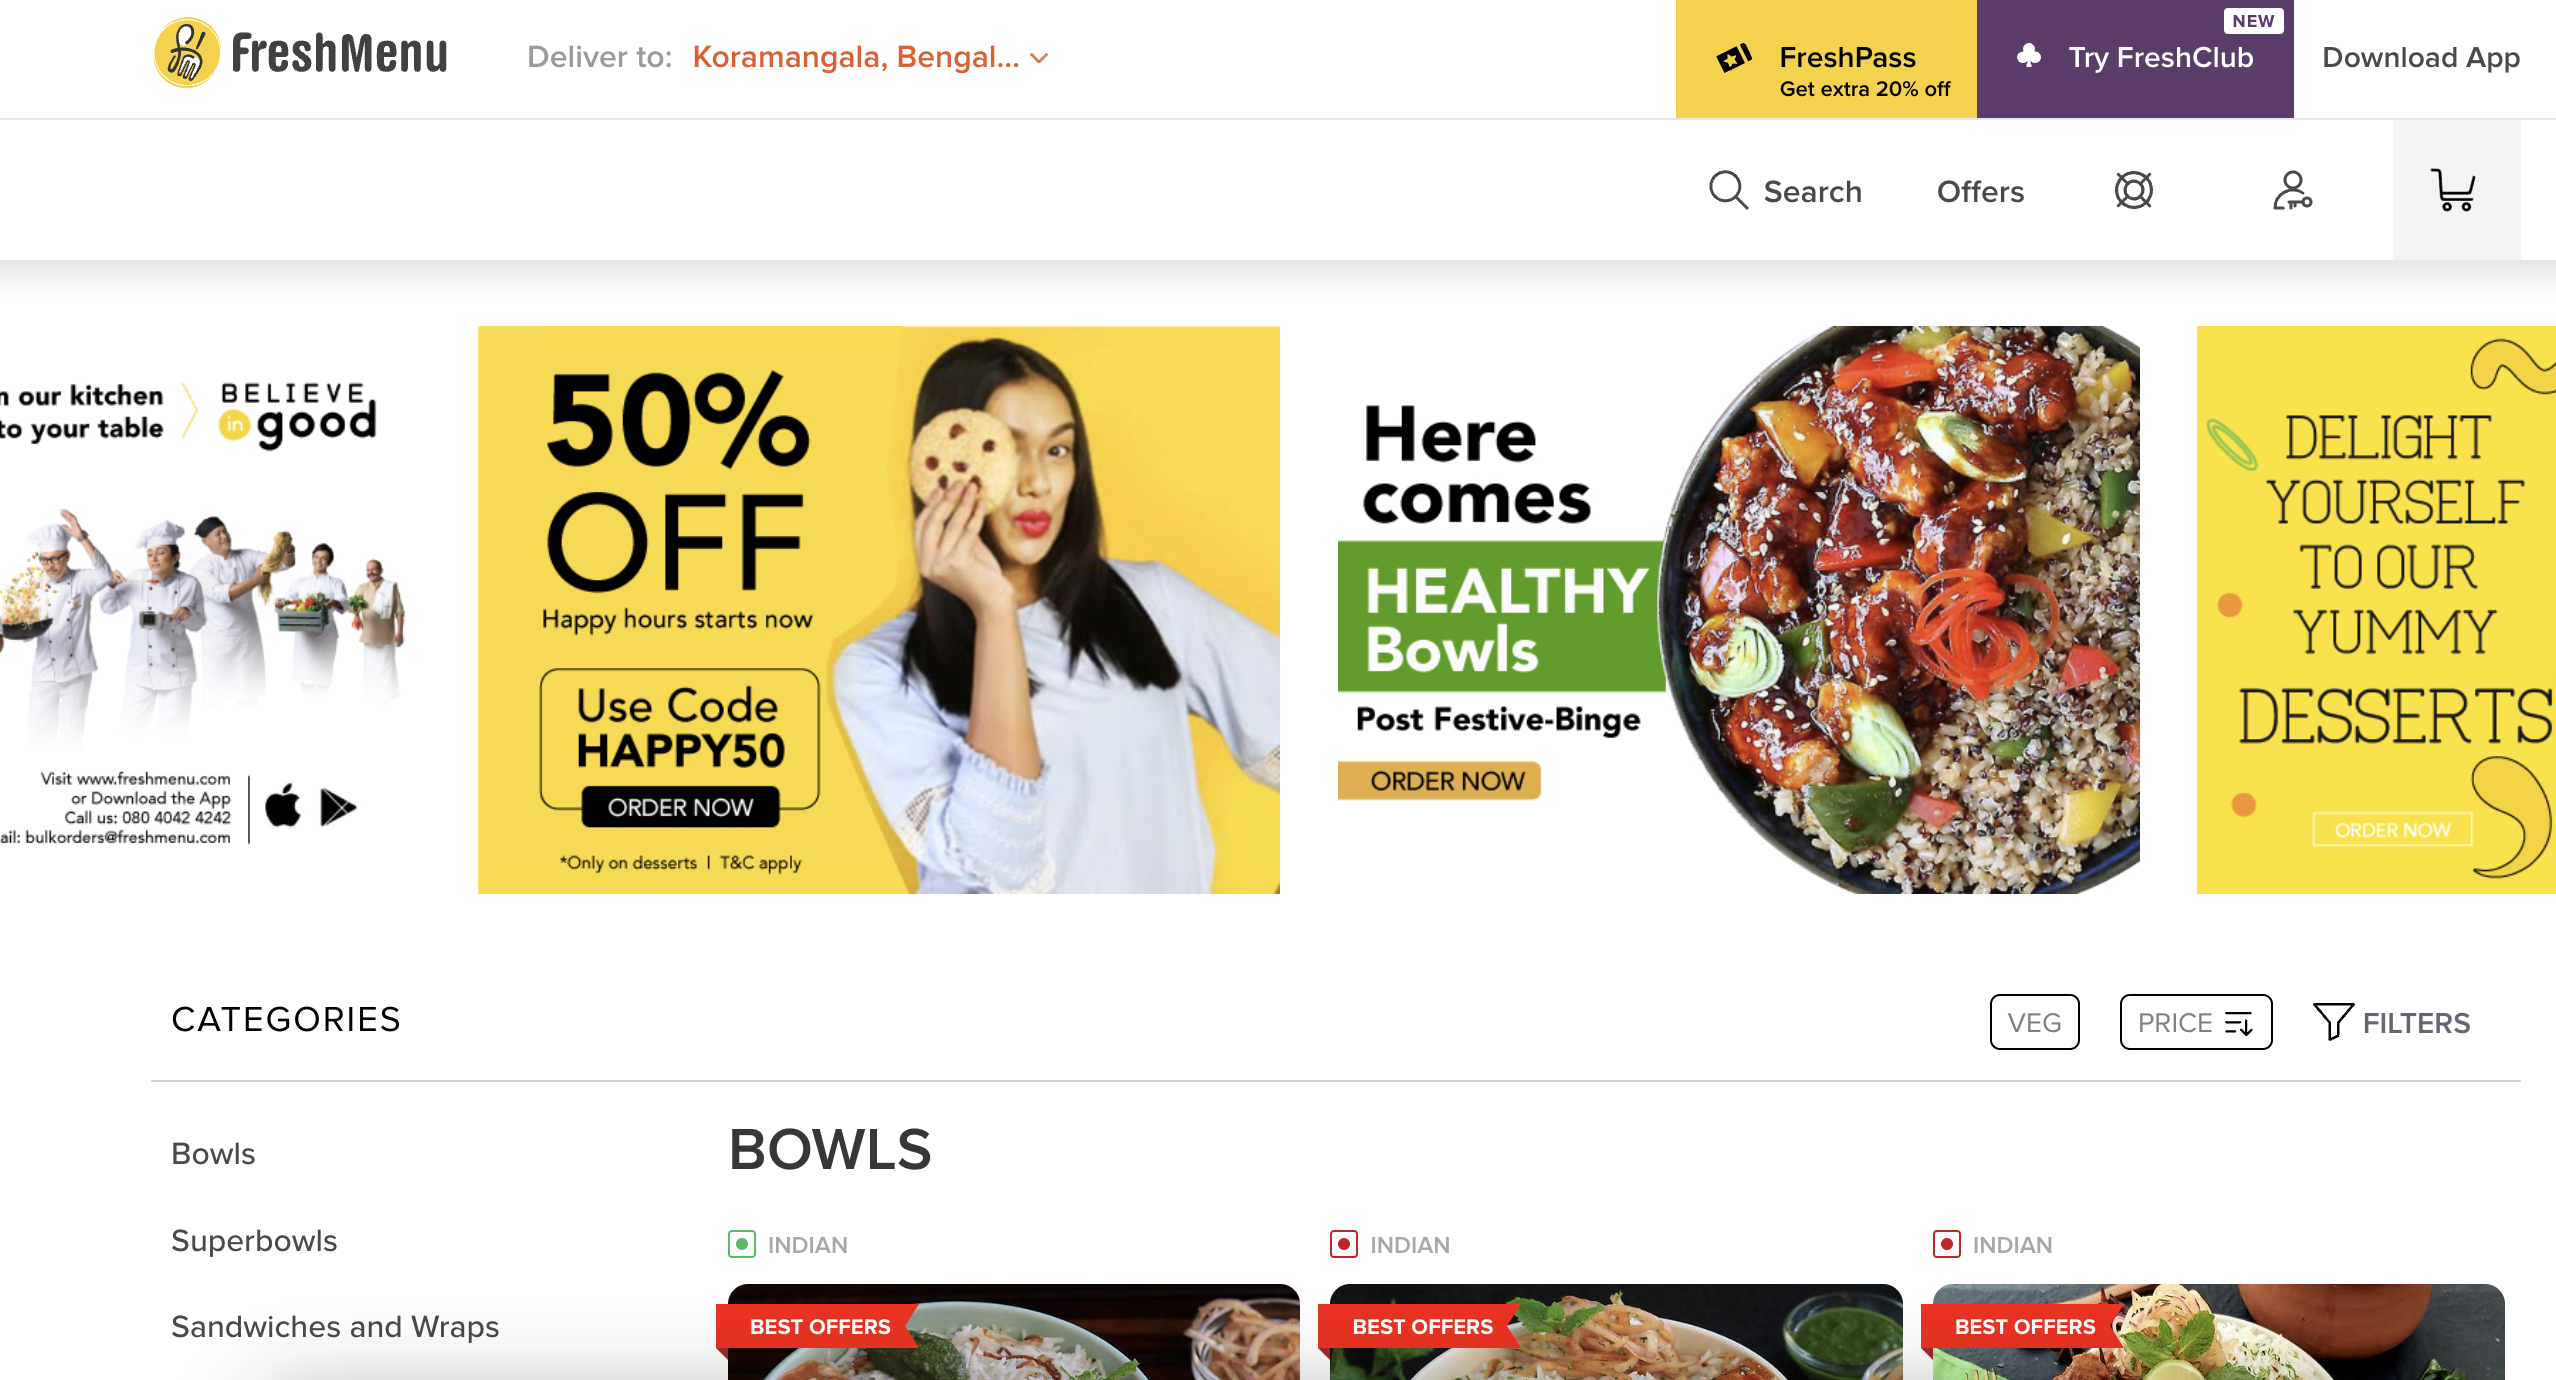 FreshMenu
Deliver to: Koramangala, Bengal...
FreshPass
Get extra 20% off
NEW
Try FreshClub
Download App
Search
Offers
our kitchen
to your table
BELIEVE
in good
Visit www.freshmenu.com
or Download the App
Call us: 080 4042 4242
ail: bulkorders@freshmenu.com
50%
OFF
Happy hours starts now
Use Code
HAPPY50
ORDER NOW
*Only on desserts | T&C apply
Here
comes
HEALTHY
Bowls
Post Festive-Binge
ORDER NOW
DELIGHT
YOURSELF
TO OUR
YUMMY
DESSERTS
ORDER NOW
CATEGORIES
VEG
PRICE
FILTERS
Bowls
Superbowls
Sandwiches and Wraps
BOWLS
INDIAN
INDIAN
INDIAN
BEST OFFERS
BEST OFFERS
BEST OFFERS